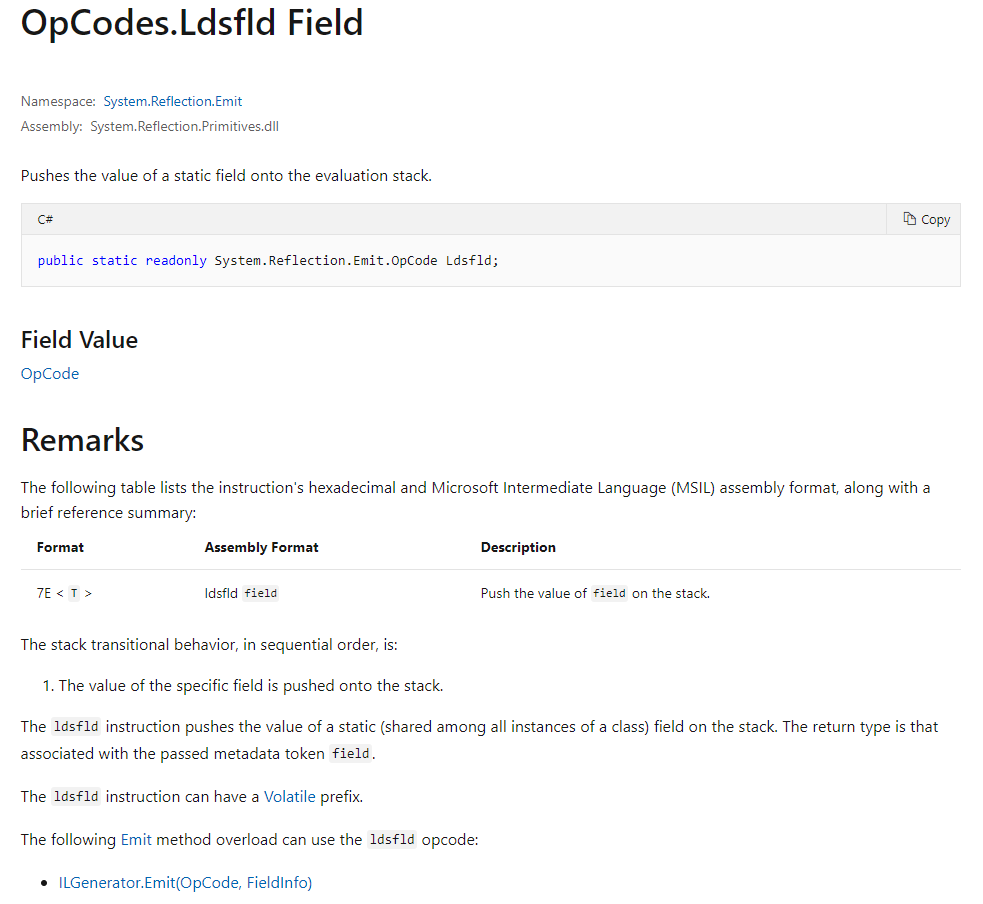 OpCodes.Ldsfld Field
Namespace: System.Reflection.Emit
Assembly: System.Reflection.Primitives.dll
Pushes the value of a static field onto the evaluation stack.
C# Copy
public static readonly System.Reflection.Emit.OpCode Ldsfld;
Field Value
OpCode
Remarks
The following table lists the instruction's hexadecimal and Microsoft Intermediate Language (MSIL) assembly format, along with a
brief reference summary:
Format Assembly Format Description
7E < T > ldsfld field Push the value of field on the stack.
The stack transitional behavior, in sequential order, is:
1. The value of the specific field is pushed onto the stack.
The ldsfld instruction pushes the value of a static (shared among all instances of a class) field on the stack. The return type is that
associated with the passed metadata token field.
The ldsfld instruction can have a Volatile prefix.
The following Emit method overload can use the ldsfld opcode:
• ILGenerator.Emit(OpCode, FieldInfo)